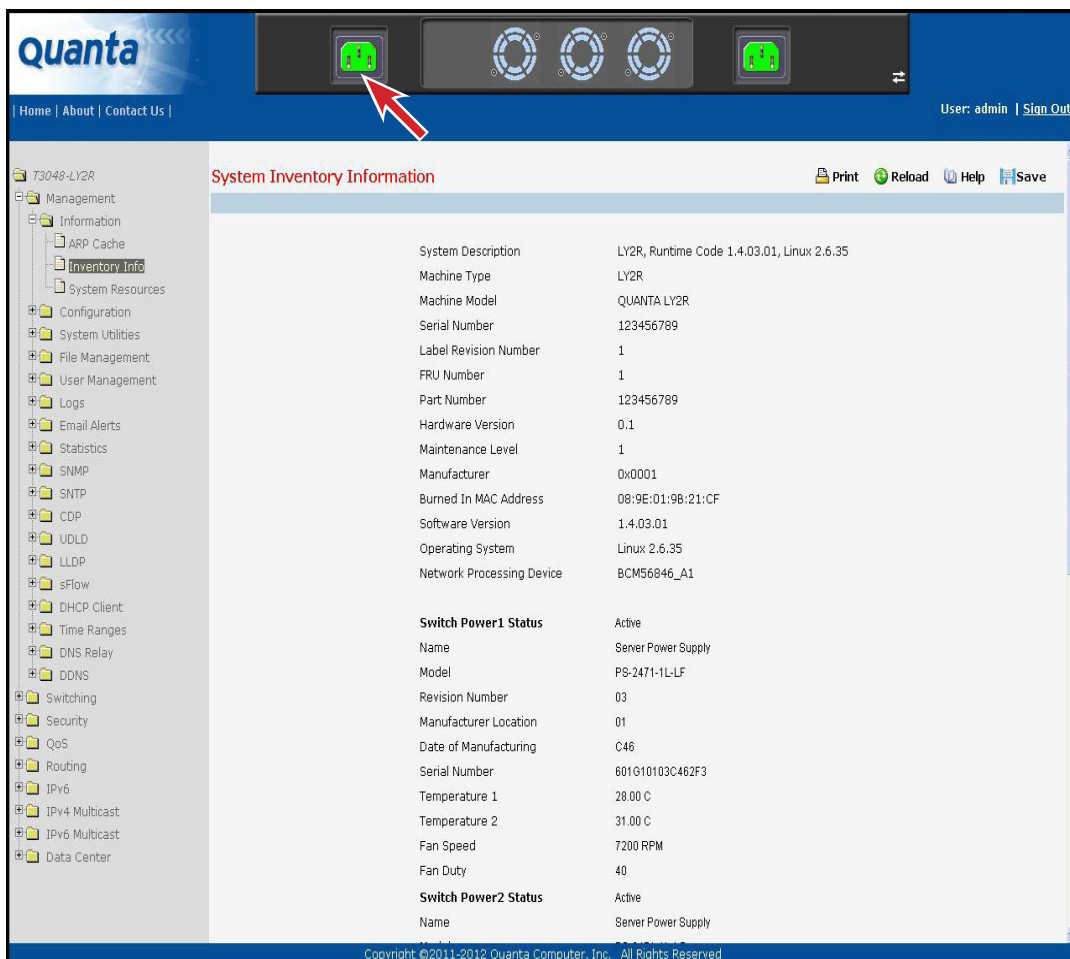 Quanta
| Home | About | Contact Us |
User: admin | Sign Out
T3048-LY2R
Management
Information
ARP Cache
Inventory Info
System Resources
Configuration
System Utilities
File Management
User Management
Logs
Email Alerts
Statistics
SNMP
SNTP
CDP
UDLD
LLDP
sFlow
DHCP Client
Time Ranges
DNS Relay
DDNS
Switching
Security
QoS
Routing
IPv6
IPv4 Multicast
IPv6 Multicast
Data Center
System Inventory Information
Print Reload Help Save
System Description LY2R, Runtime Code 1.4.03.01, Linux 2.6.35
Machine Type LY2R
Machine Model QUANTA LY2R
Serial Number 123456789
Label Revision Number 1
FRU Number 1
Part Number 123456789
Hardware Version 0.1
Maintenance Level 1
Manufacturer 0x0001
Burned In MAC Address 08:9E:01:9B:21:CF
Software Version 1.4.03.01
Operating System Linux 2.6.35
Network Processing Device BCM56846_A1
Switch Power1 Status Active
Name Server Power Supply
Model PS-2471-1L-LF
Revision Number 03
Manufacturer Location 01
Date of Manufacturing C46
Serial Number 601G10103C462F3
Temperature 1 28.00 C
Temperature 2 31.00 C
Fan Speed 7200 RPM
Fan Duty 40
Switch Power2 Status Active
Name Server Power Supply
Copyright ©2011-2012 Quanta Computer, Inc. All Rights Reserved